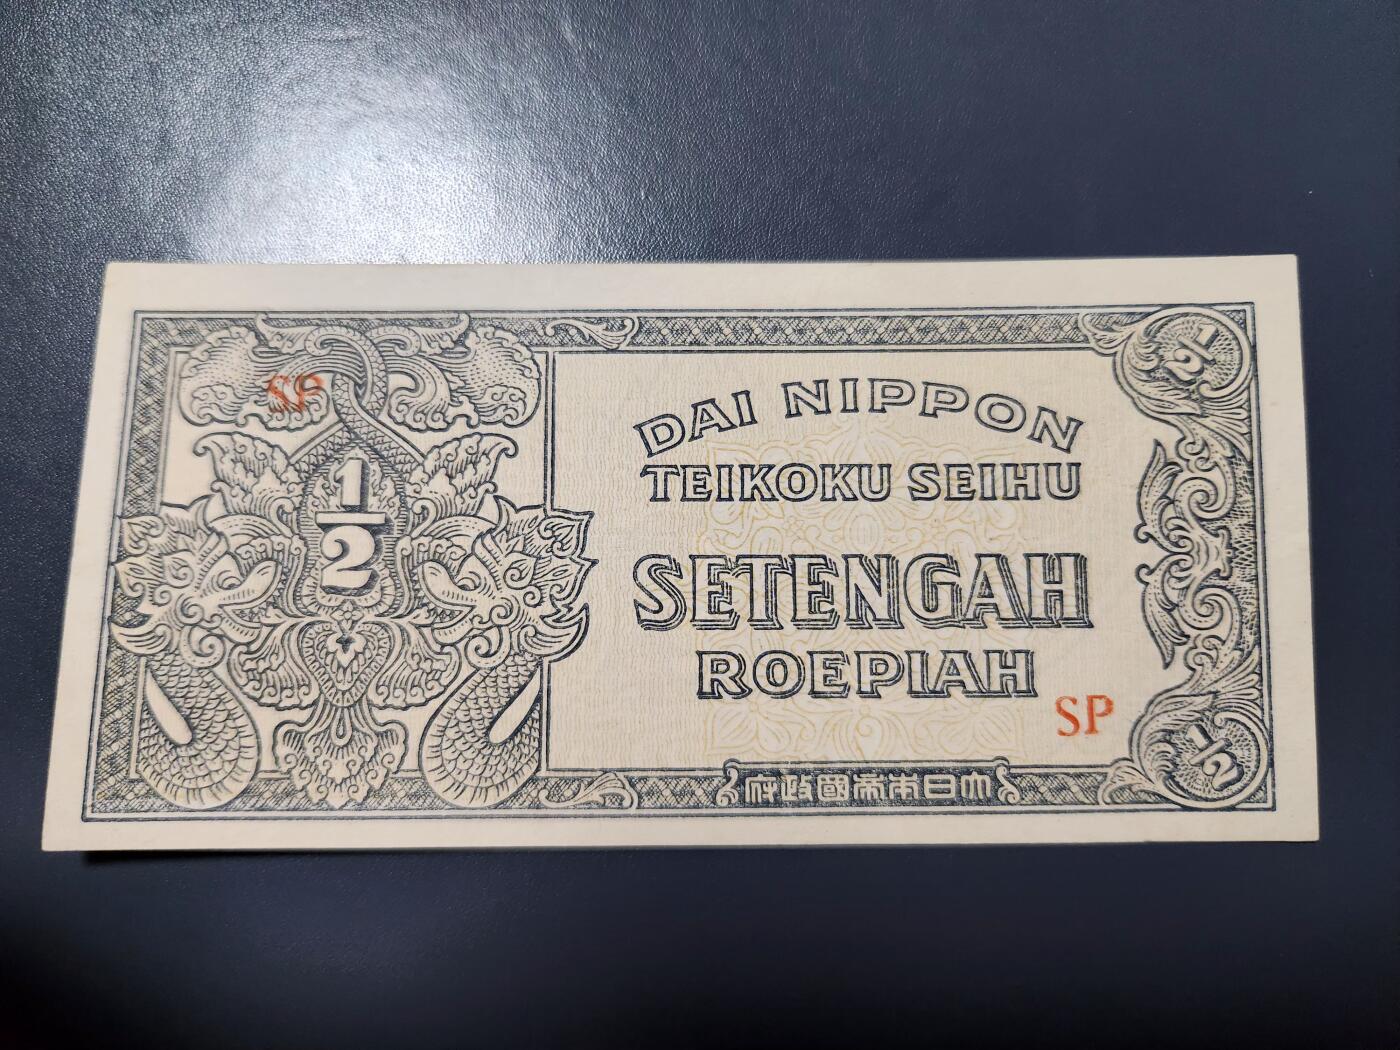 SP
1/2
DAI NIPPON
TEIKOKU SEIHU
SETENGAH
ROEPIAH
SP
府政國帝本日大
1/2
1/2